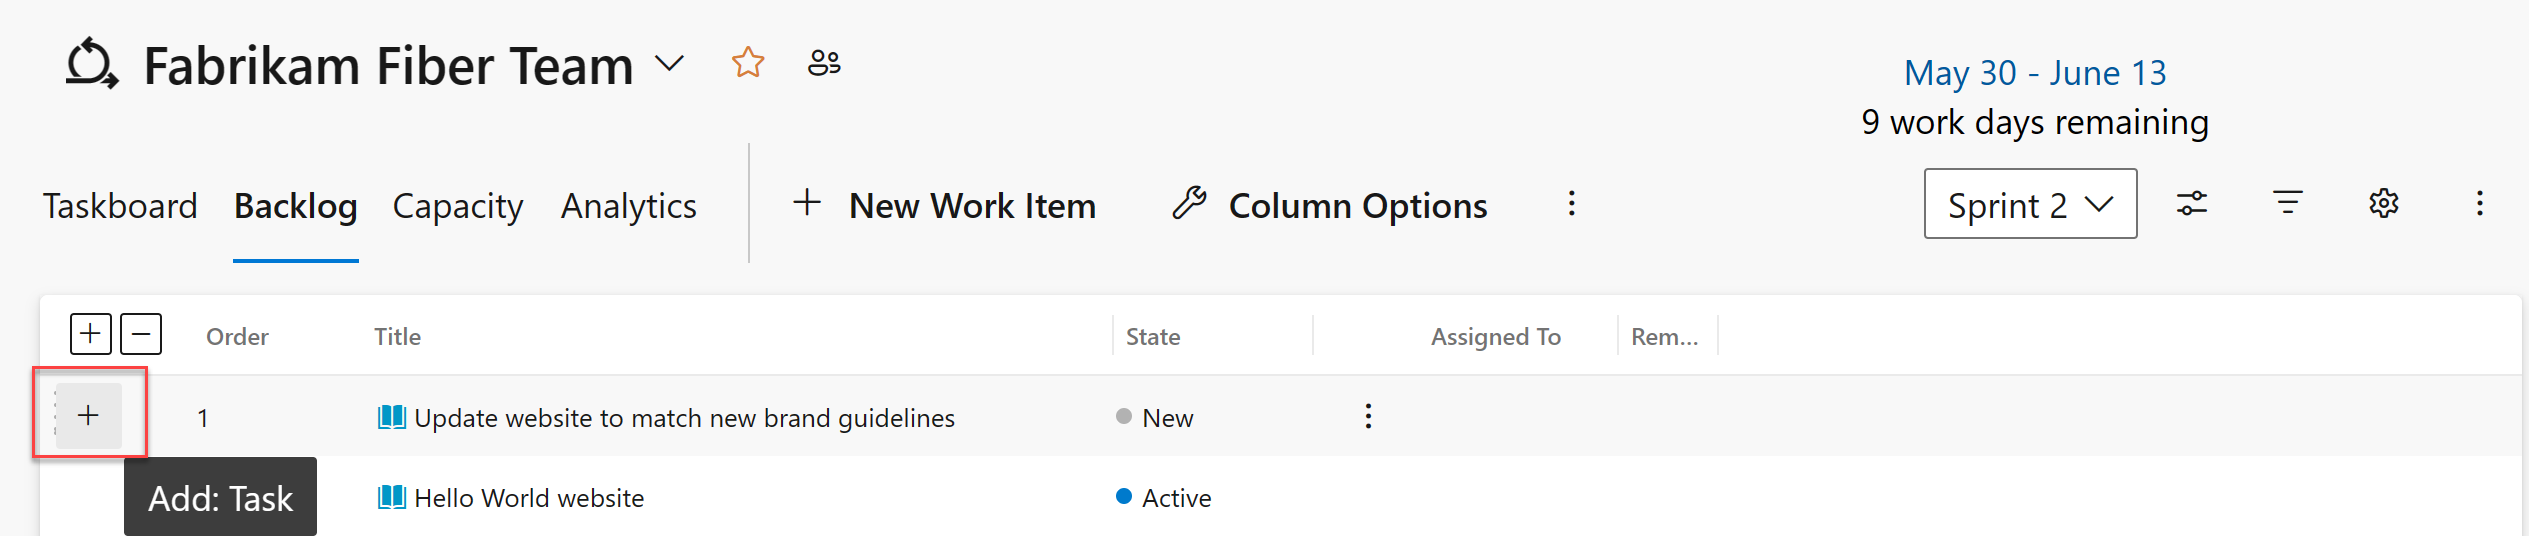 Fabrikam Fiber Team
May 30 - June 13
9 work days remaining
Taskboard Backlog Capacity Analytics + New Work Item Column Options Sprint 2
Order Title State Assigned To Rem...
+ 1 Update website to match new brand guidelines New
Add: Task
Hello World website Active